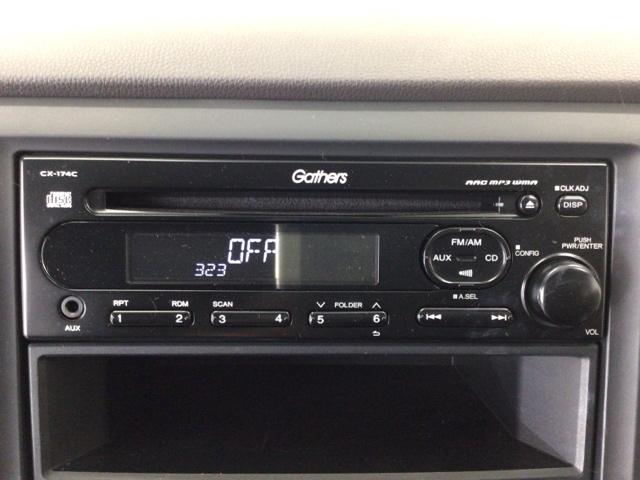 CX-174C
Gathers
AAC MP3 WMA
CLK ADJ
DISP
OFF
323
FM/AM
AUX CD
CONFIG
PUSH
PWR/ENTER
A.SEL
VOL
AUX
RPT RDM SCAN FOLDER
1 2 3 4 5 6